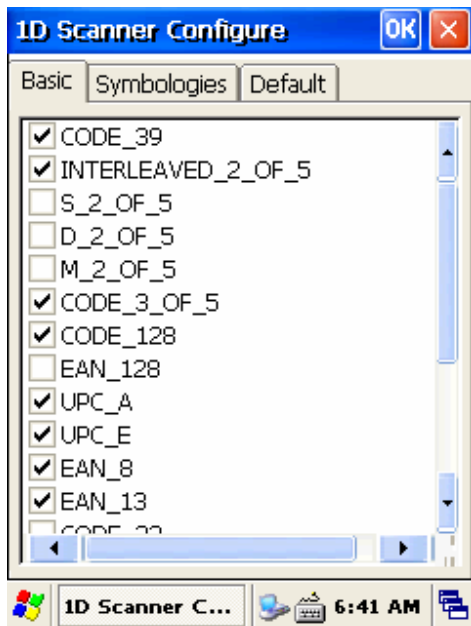 1D Scanner Configure OK
Basic Symbologies Default
CODE_39
INTERLEAVED_2_OF_5
S_2_OF_5
D_2_OF_5
M_2_OF_5
CODE_3_OF_5
CODE_128
EAN_128
UPC_A
UPC_E
EAN_8
EAN_13
1D Scanner C... 6:41 AM